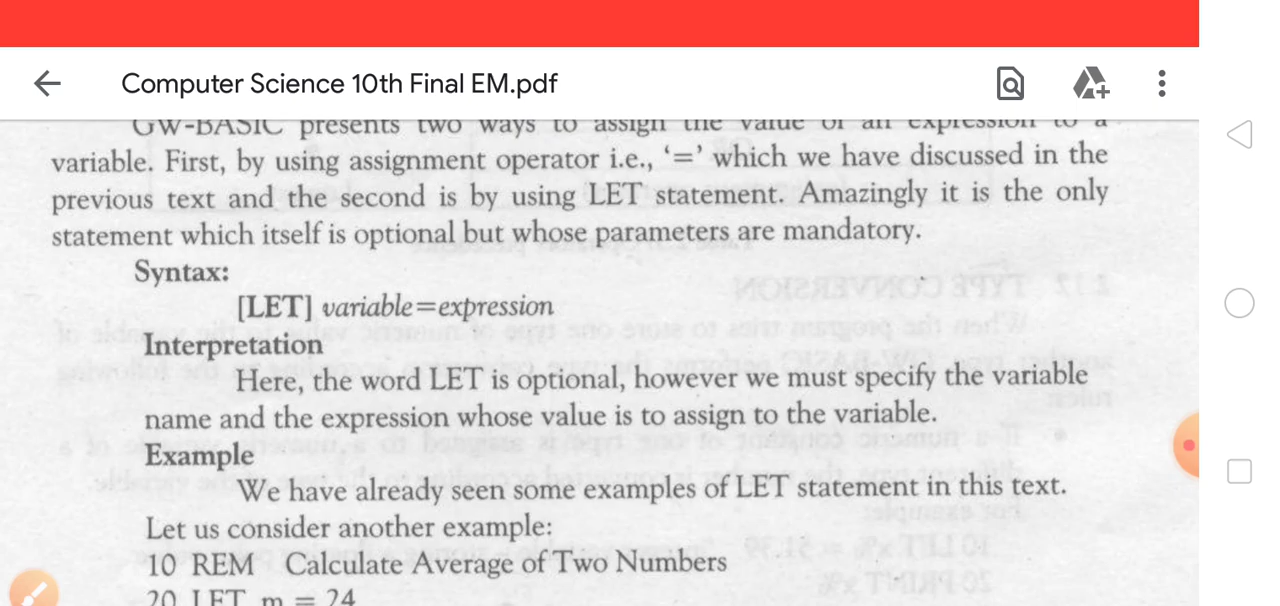 Computer Science 10th Final EM.pdf
GW-BASIC presents two ways to assign the value of an expression to a
variable. First, by using assignment operator i.e., ‘=’ which we have discussed in the
previous text and the second is by using LET statement. Amazingly it is the only
statement which itself is optional but whose parameters are mandatory.
Syntax:
[LET] variable=expression
Interpretation
Here, the word LET is optional, however we must specify the variable
name and the expression whose value is to assign to the variable.
Example
We have already seen some examples of LET statement in this text.
Let us consider another example:
10 REM Calculate Average of Two Numbers
20 LET m = 24